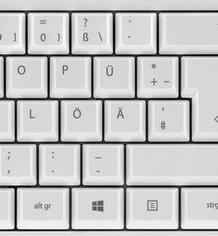 = ? `
) 0 } ß \ ´
O P Ü * + ~
L Ö Ä ' #
; , : . _ -
alt gr strg